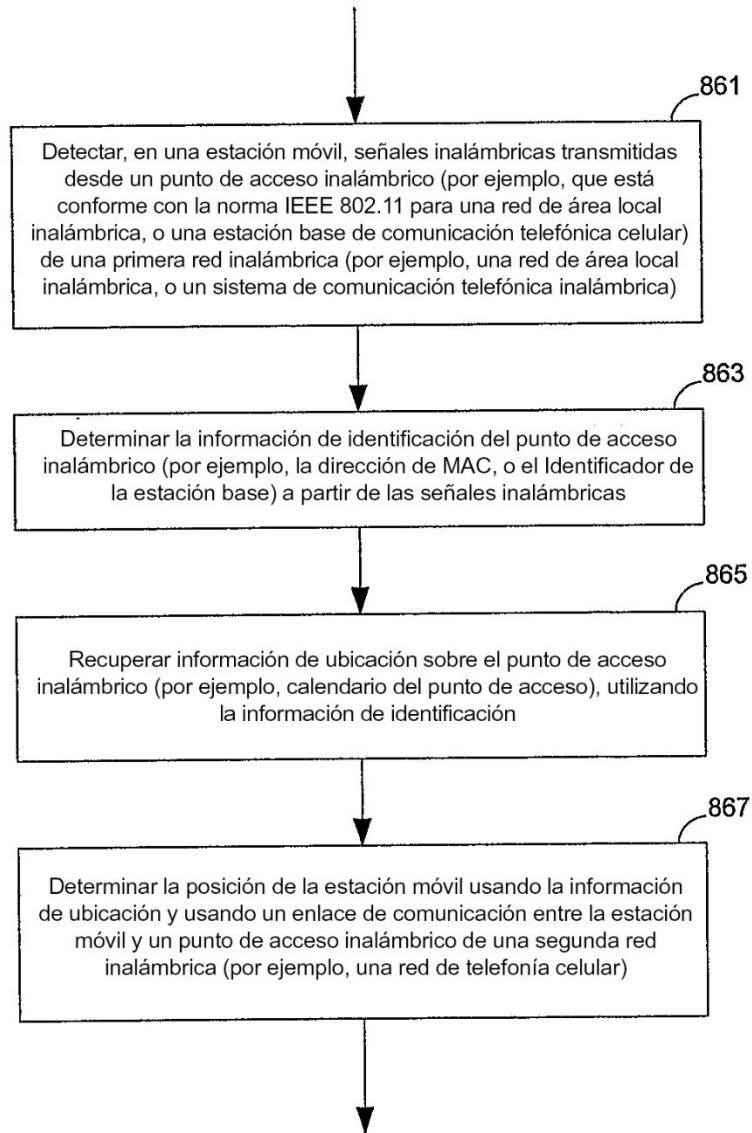 861
Detectar, en una estación móvil, señales inalámbricas transmitidas
desde un punto de acceso inalámbrico (por ejemplo, que está
conforme con la norma IEEE 802.11 para una red de área local
inalámbrica, o una estación base de comunicación telefónica celular)
de una primera red inalámbrica (por ejemplo, una red de área local
inalámbrica, o un sistema de comunicación telefónica inalámbrica)
863
Determinar la información de identificación del punto de acceso
inalámbrico (por ejemplo, la dirección de MAC, o el Identificador de
la estación base) a partir de las señales inalámbricas
865
Recuperar información de ubicación sobre el punto de acceso
inalámbrico (por ejemplo, calendario del punto de acceso), utilizando
la información de identificación
867
Determinar la posición de la estación móvil usando la información
de ubicación y usando un enlace de comunicación entre la estación
móvil y un punto de acceso inalámbrico de una segunda red
inalámbrica (por ejemplo, una red de telefonía celular)